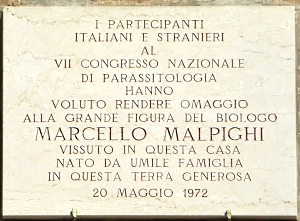 I PARTECIPANTI
ITALIANI E STRANIERI
AL
VII CONGRESSO NAZIONALE
DI PARASSITOLOGIA
HANNO
VOLUTO RENDERE OMAGGIO
ALLA GRANDE FIGURA DEL BIOLOGO
MARCELLO MALPIGHI
VISSUTO IN QUESTA CASA
NATO DA UMILE FAMIGLIA
IN QUESTA TERRA GENEROSA
20 MAGGIO 1972